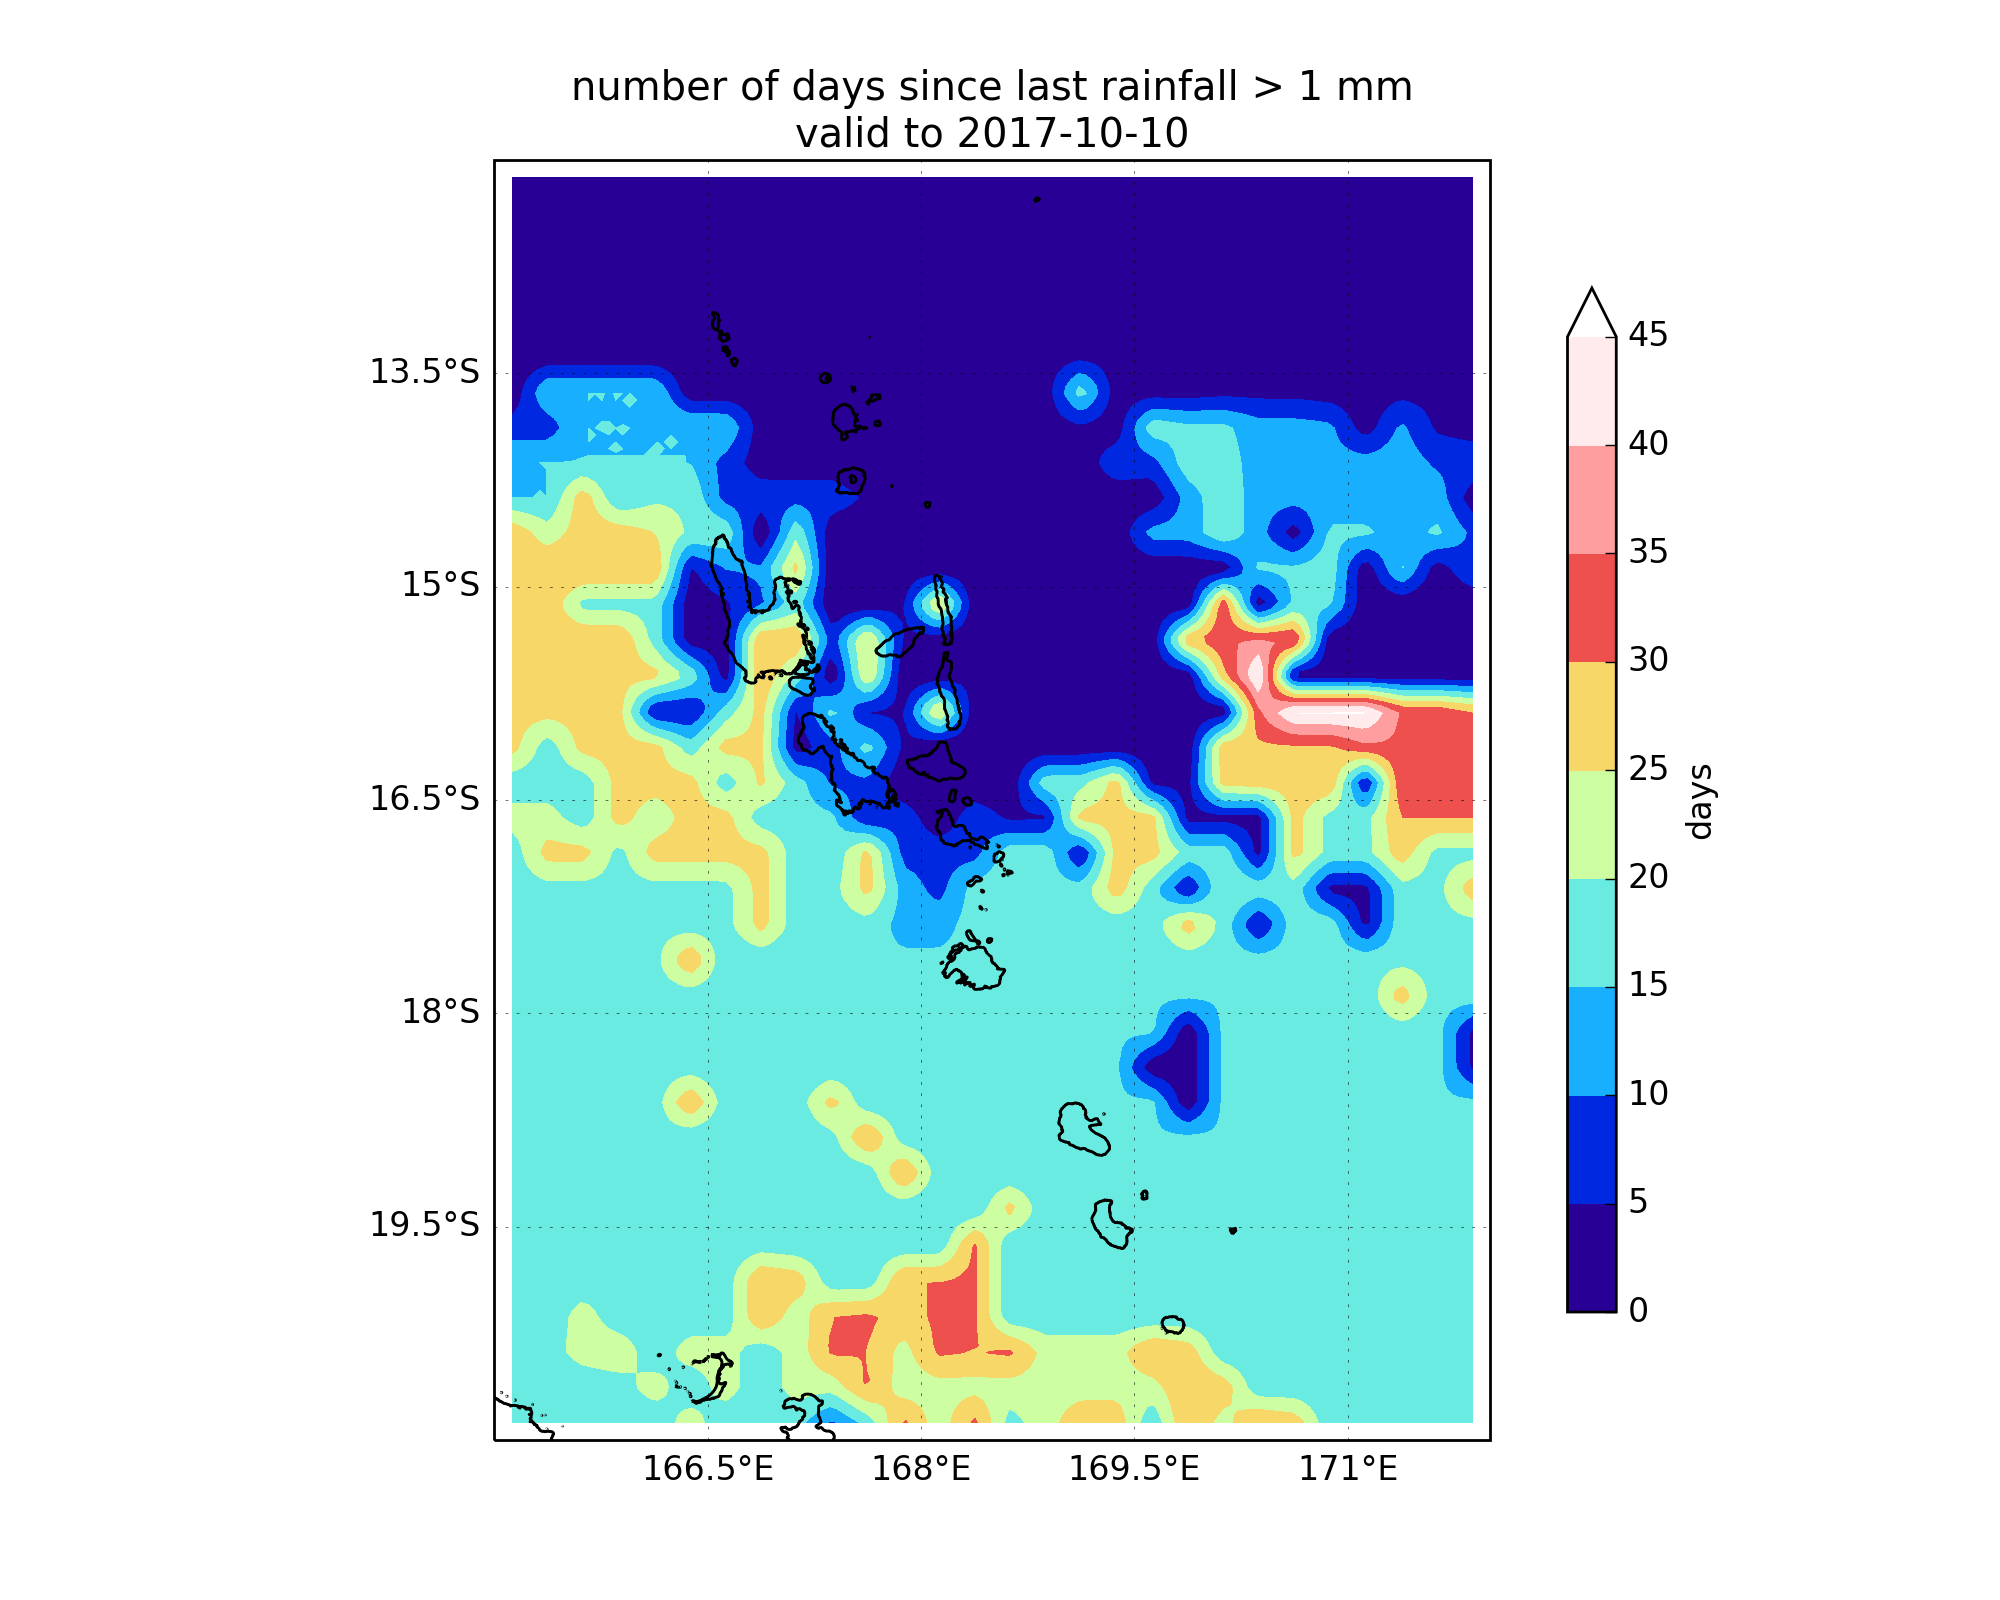 number of days since last rainfall > 1 mm
valid to 2017-10-10
13.5°S
15°S
16.5°S
18°S
19.5°S
166.5°E
168°E
169.5°E
171°E
45
40
35
30
25
20
15
10
5
0
days